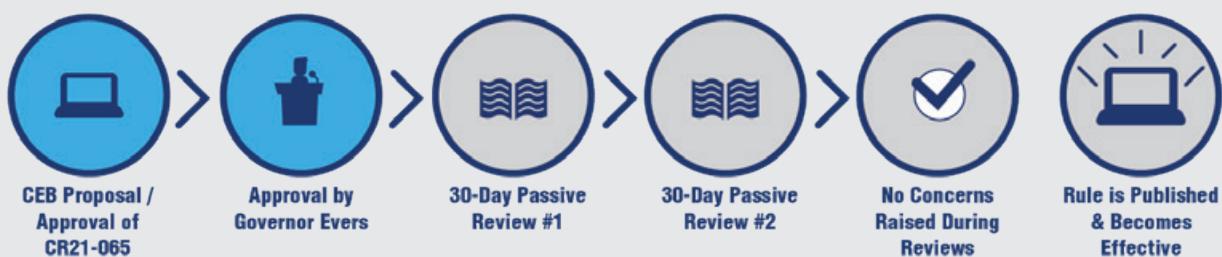 CEB Proposal /
Approval of
CR21-065
Approval by
Governor Evers
30-Day Passive
Review #1
30-Day Passive
Review #2
No Concerns
Raised During
Reviews
Rule is Published
& Becomes
Effective